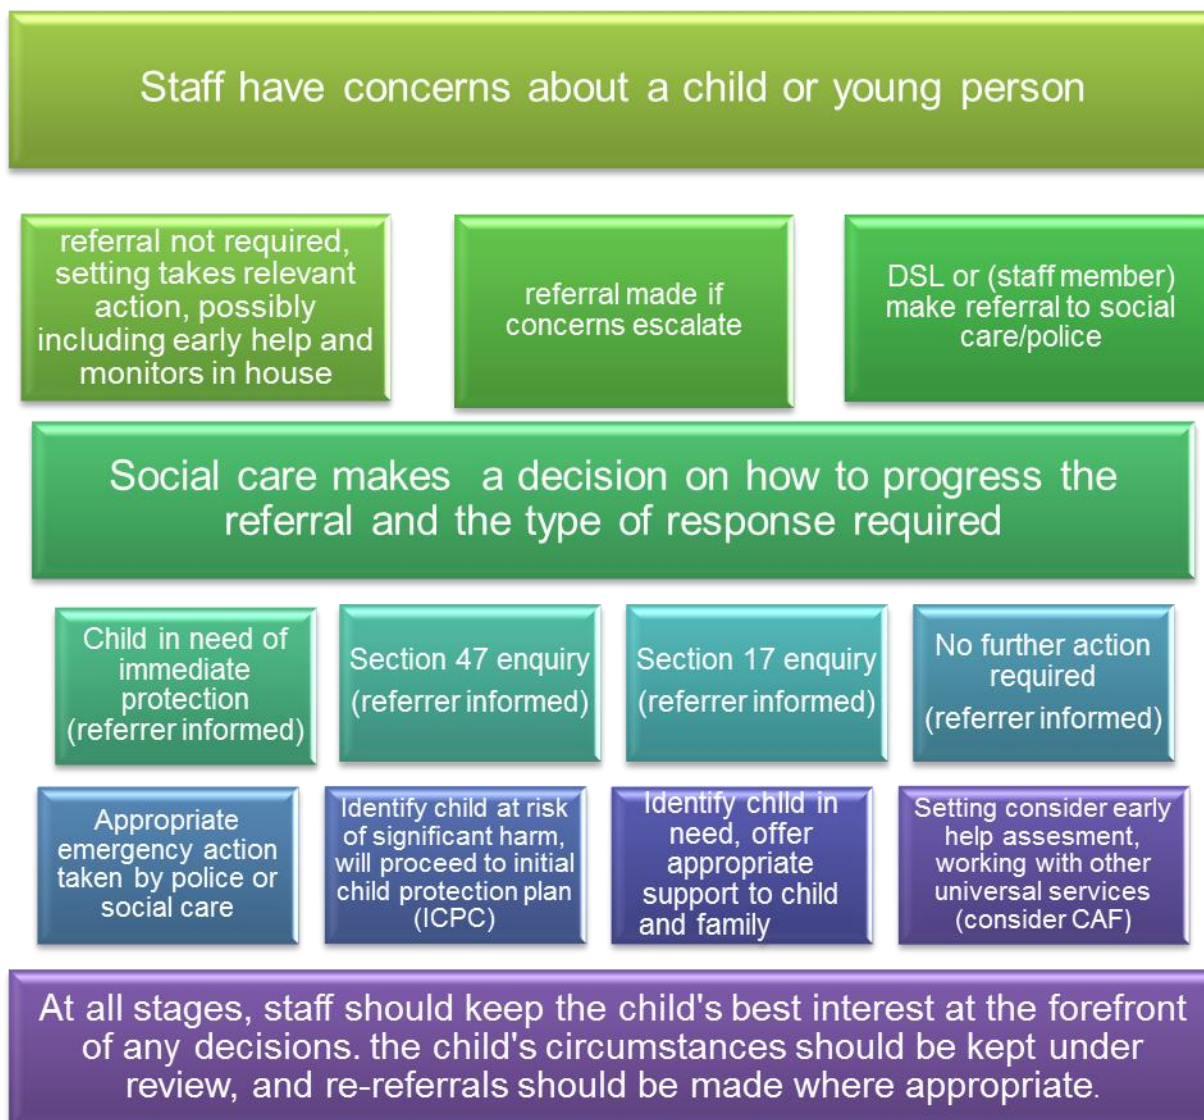 Staff have concerns about a child or young person
referral not required,
setting takes relevant
action, possibly
including early help and
monitors in house
referral made if
concerns escalate
DSL or (staff member)
make referral to social
care/police
Social care makes a decision on how to progress the
referral and the type of response required
Child in need of
immediate
protection
(referrer informed)
Section 47 enquiry
(referrer informed)
Section 17 enquiry
(referrer informed)
No further action
required
(referrer informed)
Appropriate
emergency action
taken by police or
social care
Identify child at risk
of significant harm,
will proceed to initial
child protection plan
(ICPC)
Identify child in
need, offer
appropriate
support to child
and family
Setting consider early
help assesment,
working with other
universal services
(consider CAF)
At all stages, staff should keep the child's best interest at the forefront
of any decisions. the child's circumstances should be kept under
review, and re-referrals should be made where appropriate.